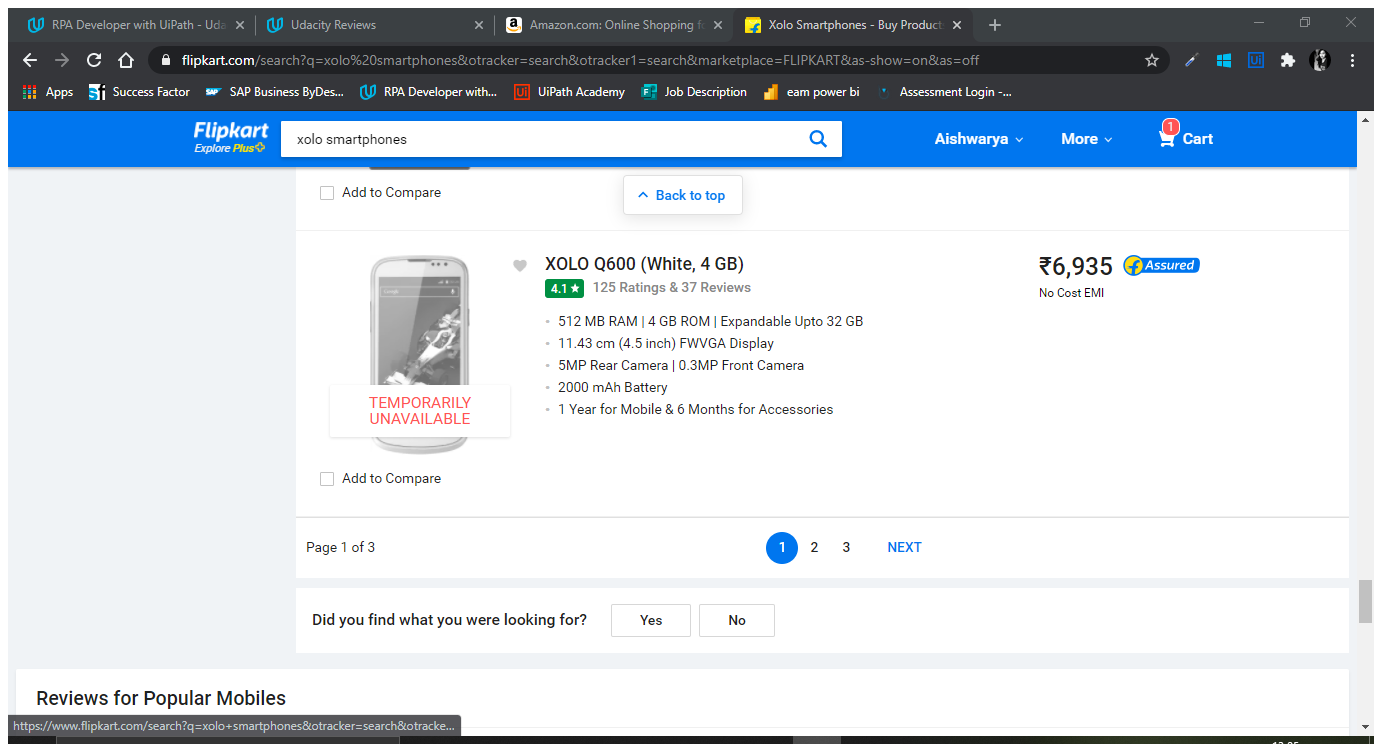 RPA Developer with UiPath - Uda
Udacity Reviews
Amazon.com: Online Shopping f
Xolo Smartphones - Buy Product
flipkart.com/search?q=xolo%20smartphones&otracker=search&otracker1=search&marketplace=FLIPKART&as-show=on&as=off
Apps
Success Factor
SAP Business ByDes...
RPA Developer with...
UiPath Academy
Job Description
eam power bi
Assessment Login -...
Flipkart
Explore Plus
xolo smartphones
Aishwarya
More
1
Cart
Add to Compare
Back to top
XOLO Q600 (White, 4 GB)
₹6,935
Assured
4.1★
125 Ratings & 37 Reviews
No Cost EMI
• 512 MB RAM | 4 GB ROM | Expandable Upto 32 GB
• 11.43 cm (4.5 inch) FWVGA Display
• 5MP Rear Camera | 0.3MP Front Camera
• 2000 mAh Battery
• 1 Year for Mobile & 6 Months for Accessories
TEMPORARILY
UNAVAILABLE
Add to Compare
Page 1 of 3
1 2 3 NEXT
Did you find what you were looking for?
Yes
No
Reviews for Popular Mobiles
https://www.flipkart.com/search?q=xolo+smartphones&otracker=search&otracke...